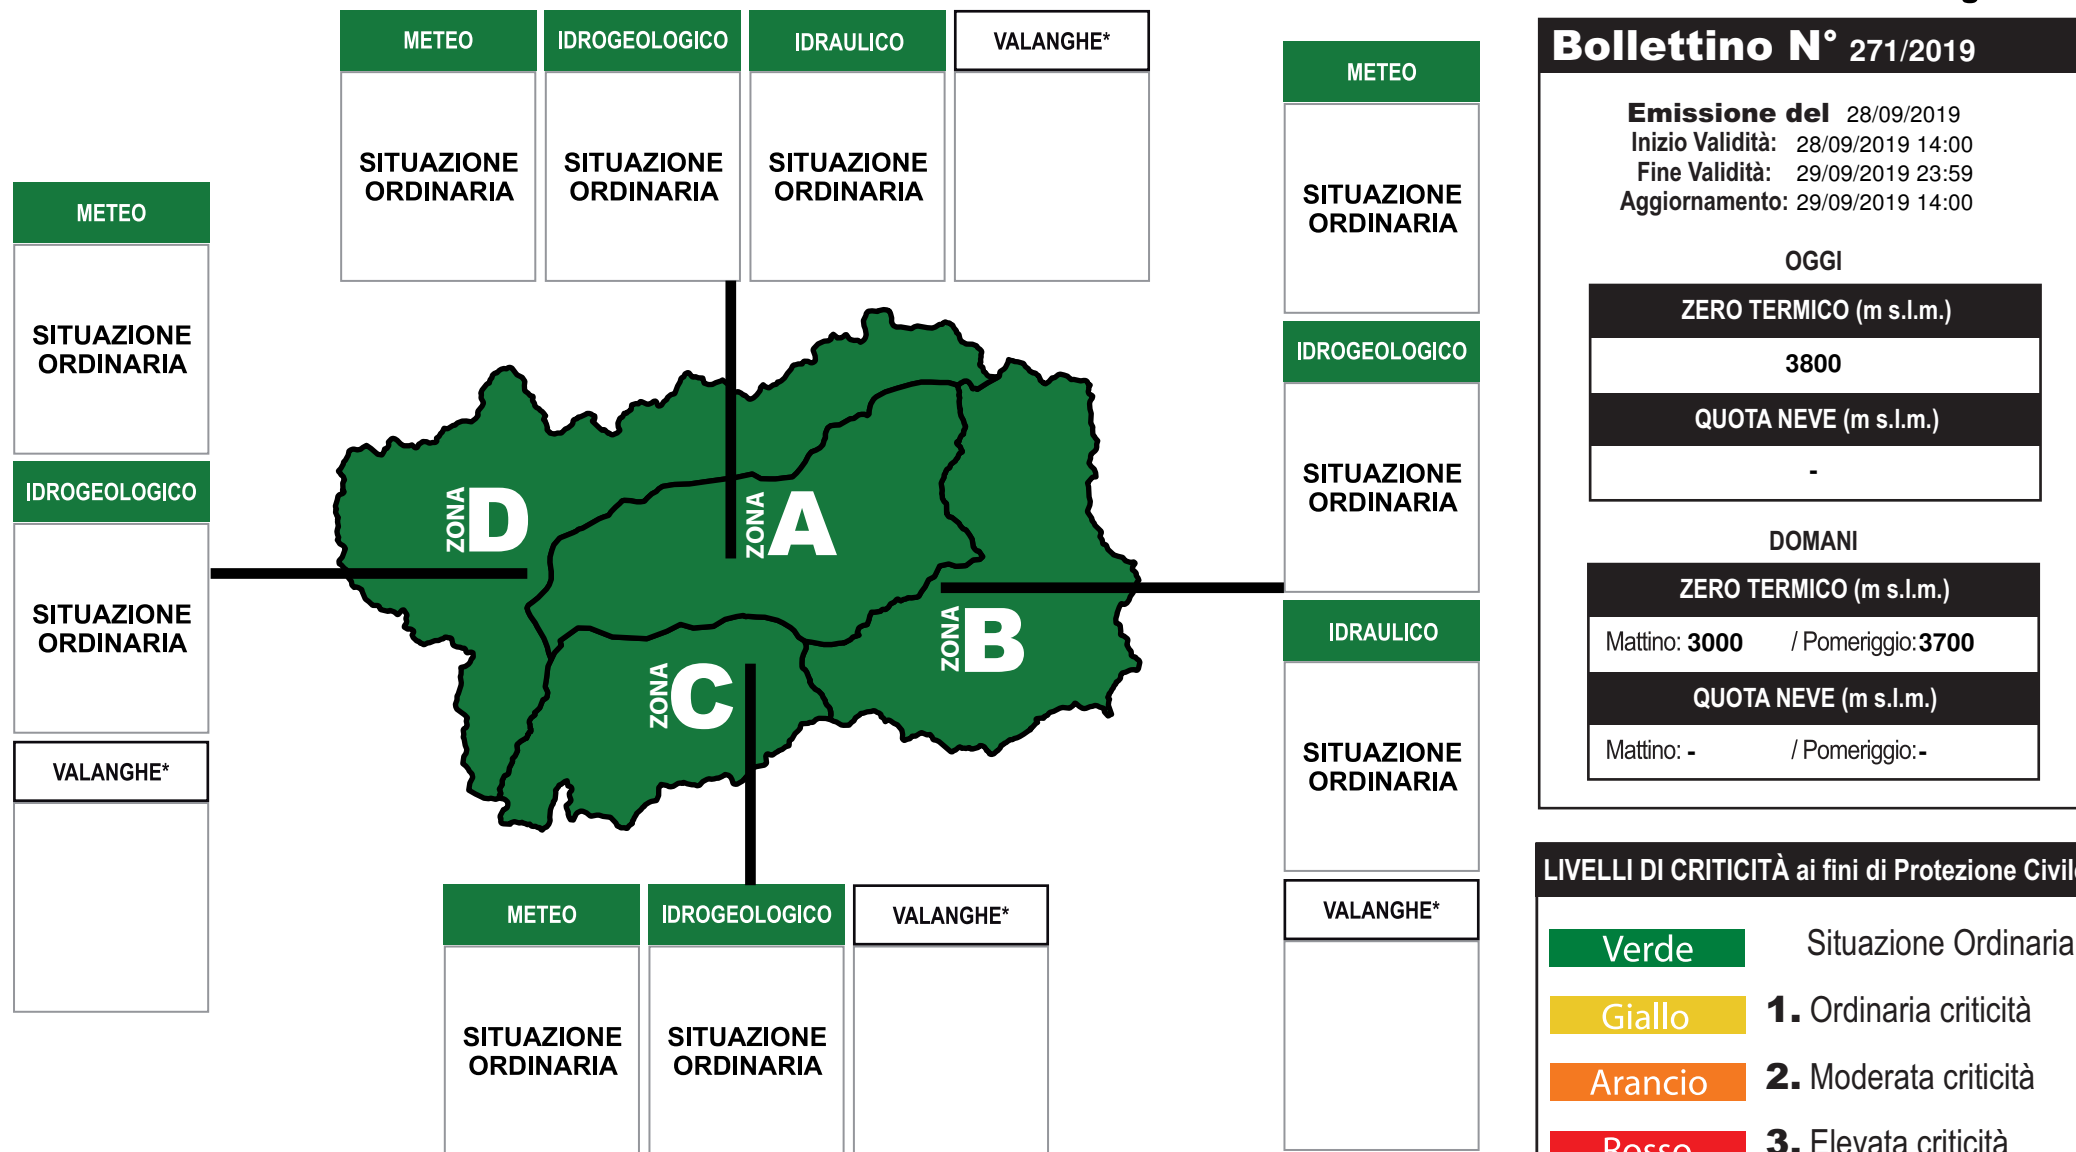 METEO
IDROGEOLOGICO
IDRAULICO
VALANGHE*
SITUAZIONE
ORDINARIA
SITUAZIONE
ORDINARIA
SITUAZIONE
ORDINARIA
METEO
SITUAZIONE
ORDINARIA
IDROGEOLOGICO
SITUAZIONE
ORDINARIA
VALANGHE*
METEO
SITUAZIONE
ORDINARIA
IDROGEOLOGICO
SITUAZIONE
ORDINARIA
IDRAULICO
SITUAZIONE
ORDINARIA
VALANGHE*
ZONA D
ZONA A
ZONA B
ZONA C
METEO
IDROGEOLOGICO
VALANGHE*
SITUAZIONE
ORDINARIA
SITUAZIONE
ORDINARIA
Bollettino N° 271/2019
Emissione del 28/09/2019
Inizio Validità: 28/09/2019 14:00
Fine Validità: 29/09/2019 23:59
Aggiornamento: 29/09/2019 14:00
OGGI
ZERO TERMICO (m s.l.m.)
3800
QUOTA NEVE (m s.l.m.)
-
DOMANI
ZERO TERMICO (m s.l.m.)
Mattino: 3000 / Pomeriggio: 3700
QUOTA NEVE (m s.l.m.)
Mattino: - / Pomeriggio: -
LIVELLI DI CRITICITÀ ai fini di Protezione Civile
Verde Situazione Ordinaria
Giallo 1. Ordinaria criticità
Arancio 2. Moderata criticità
Rosso 3. Elevata criticità